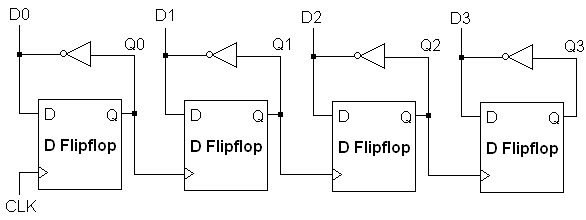 D0 D1 D2 D3
Q0 Q1 Q2 Q3
D Q D Q D Q D Q
D Flipflop D Flipflop D Flipflop D Flipflop
CLK